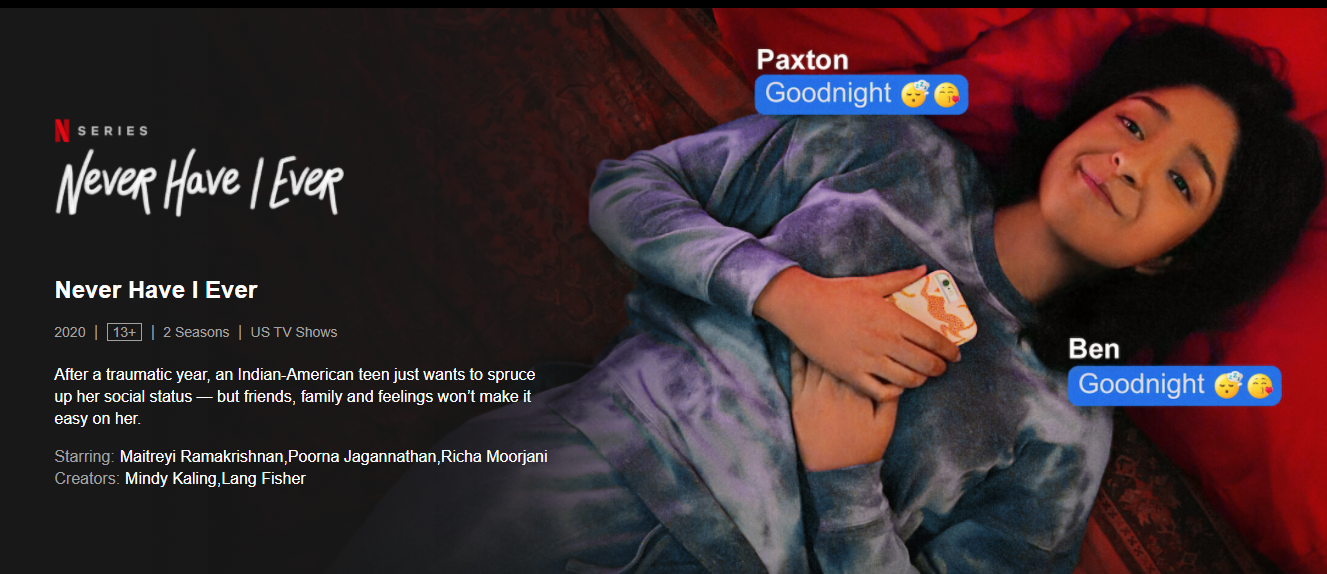 N SERIES
Never Have I Ever
Never Have I Ever
2020 | 13+ | 2 Seasons | US TV Shows
After a traumatic year, an Indian-American teen just wants to spruce
up her social status — but friends, family and feelings won’t make it
easy on her.
Starring: Maitreyi Ramakrishnan,Poorna Jagannathan,Richa Moorjani
Creators: Mindy Kaling,Lang Fisher
Paxton
Goodnight 😴😘
Ben
Goodnight 😴😘